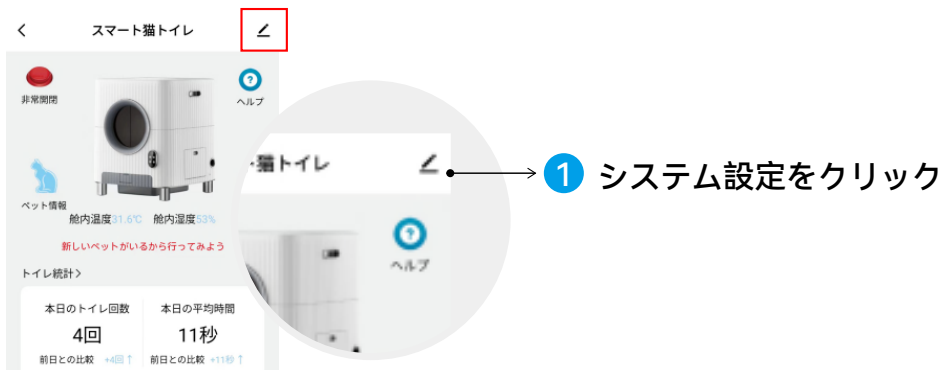 スマート猫トイレ
非常開閉
ヘルプ
ペット情報
舱内温度31.6℃ 舱内湿度53%
新しいペットがいるから行ってみよう
トイレ統計>
本日のトイレ回数 本日の平均時間
4回 11秒
前日との比較 +4回↑ 前日との比較 +11秒↑
猫トイレ
ヘルプ
1 システム設定をクリック